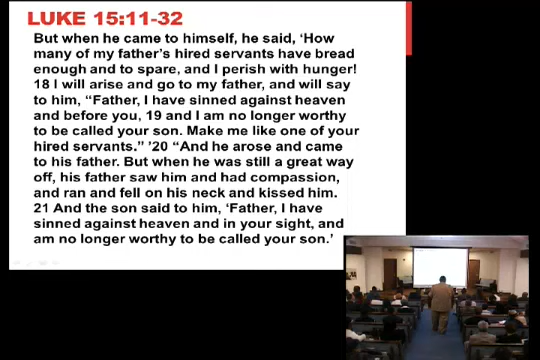 LUKE 15:11-32
But when he came to himself, he said, ‘How
many of my father’s hired servants have bread
enough and to spare, and I perish with hunger!
18 I will arise and go to my father, and will say
to him, “Father, I have sinned against heaven
and before you, 19 and I am no longer worthy
to be called your son. Make me like one of your
hired servants.” ’20 “And he arose and came
to his father. But when he was still a great way
off, his father saw him and had compassion,
and ran and fell on his neck and kissed him.
21 And the son said to him, ‘Father, I have
sinned against heaven and in your sight, and
am no longer worthy to be called your son.’